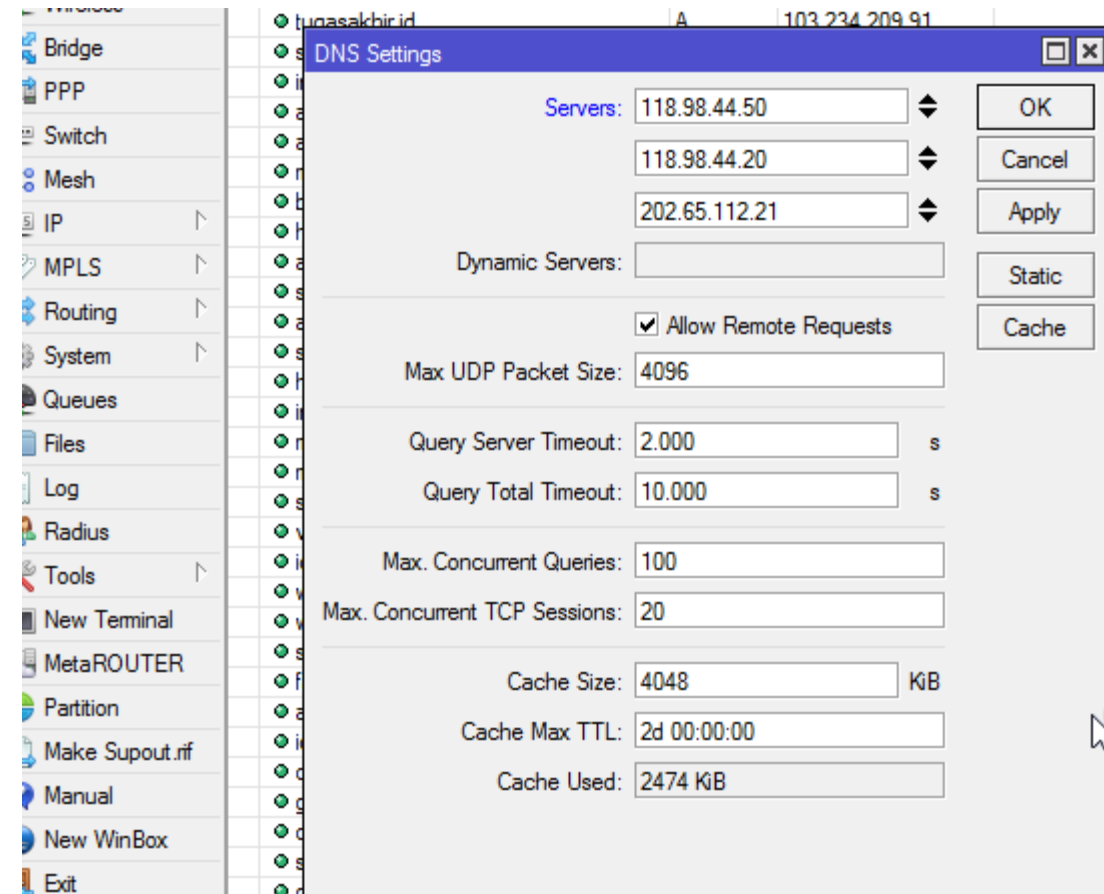 Wireless
Bridge
PPP
Switch
Mesh
IP
MPLS
Routing
System
Queues
Files
Log
Radius
Tools
New Terminal
MetaROUTER
Partition
Make Supout.rif
Manual
New WinBox
Exit
tugasakhir.id A 103.234.209.91
DNS Settings
Servers: 118.98.44.50
118.98.44.20
202.65.112.21
Dynamic Servers:
Allow Remote Requests
Max UDP Packet Size: 4096
Query Server Timeout: 2.000 s
Query Total Timeout: 10.000 s
Max. Concurrent Queries: 100
Max. Concurrent TCP Sessions: 20
Cache Size: 4048 KiB
Cache Max TTL: 2d 00:00:00
Cache Used: 2474 KiB
OK
Cancel
Apply
Static
Cache